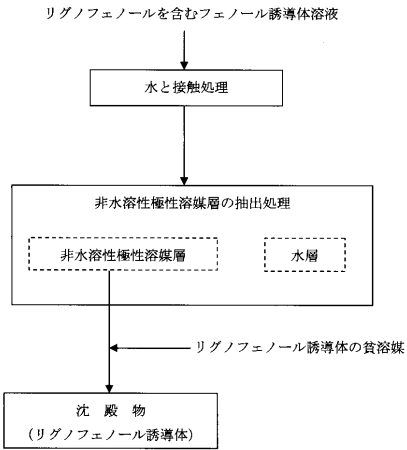 リグノフェノールを含むフェノール誘導体溶液
水と接触処理
非水溶性極性溶媒層の抽出処理
非水溶性極性溶媒層
水層
リグノフェノール誘導体の貧溶媒
沈 殿 物
（リグノフェノール誘導体）